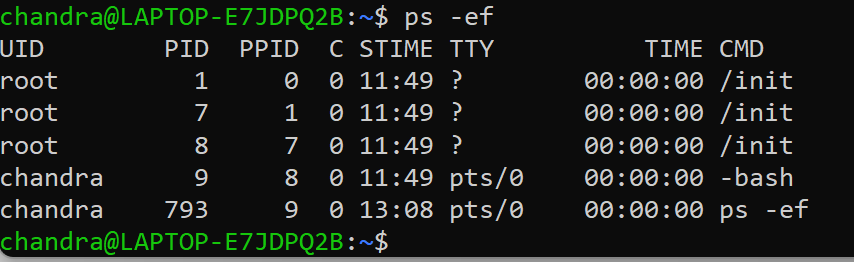 chandra@LAPTOP-E7JDPQ2B:~$ ps -ef
UID        PID  PPID  C STIME TTY          TIME CMD
root         1     0  0 11:49 ?        00:00:00 /init
root         7     1  0 11:49 ?        00:00:00 /init
root         8     7  0 11:49 ?        00:00:00 /init
chandra      9     8  0 11:49 pts/0    00:00:00 -bash
chandra    793     9  0 13:08 pts/0    00:00:00 ps -ef
chandra@LAPTOP-E7JDPQ2B:~$